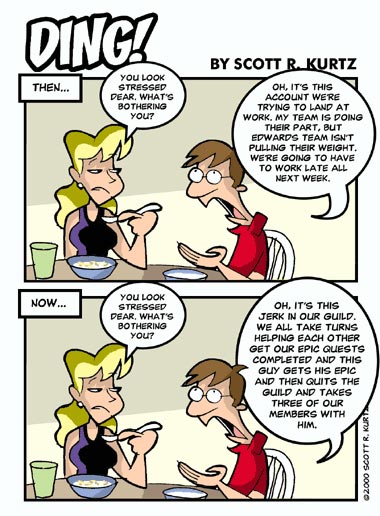 DING!
BY SCOTT R. KURTZ
THEN...
YOU LOOK
STRESSED
DEAR. WHAT'S
BOTHERING
YOU?
OH, IT'S THIS
ACCOUNT WE'RE
TRYING TO LAND AT
WORK. MY TEAM IS DOING
THEIR PART, BUT
EDWARDS TEAM ISN'T
PULLING THEIR WEIGHT.
WE'RE GOING TO HAVE
TO WORK LATE ALL
NEXT WEEK.
NOW...
YOU LOOK
STRESSED
DEAR. WHAT'S
BOTHERING
YOU?
OH, IT'S THIS
JERK IN OUR GUILD.
WE ALL TAKE TURNS
HELPING EACH OTHER
GET OUR EPIC QUESTS
COMPLETED AND THIS
GUY GETS HIS EPIC
AND THEN QUITS THE
GUILD AND TAKES
THREE OF OUR
MEMBERS WITH
HIM.
©2000 SCOTT R. KURTZ